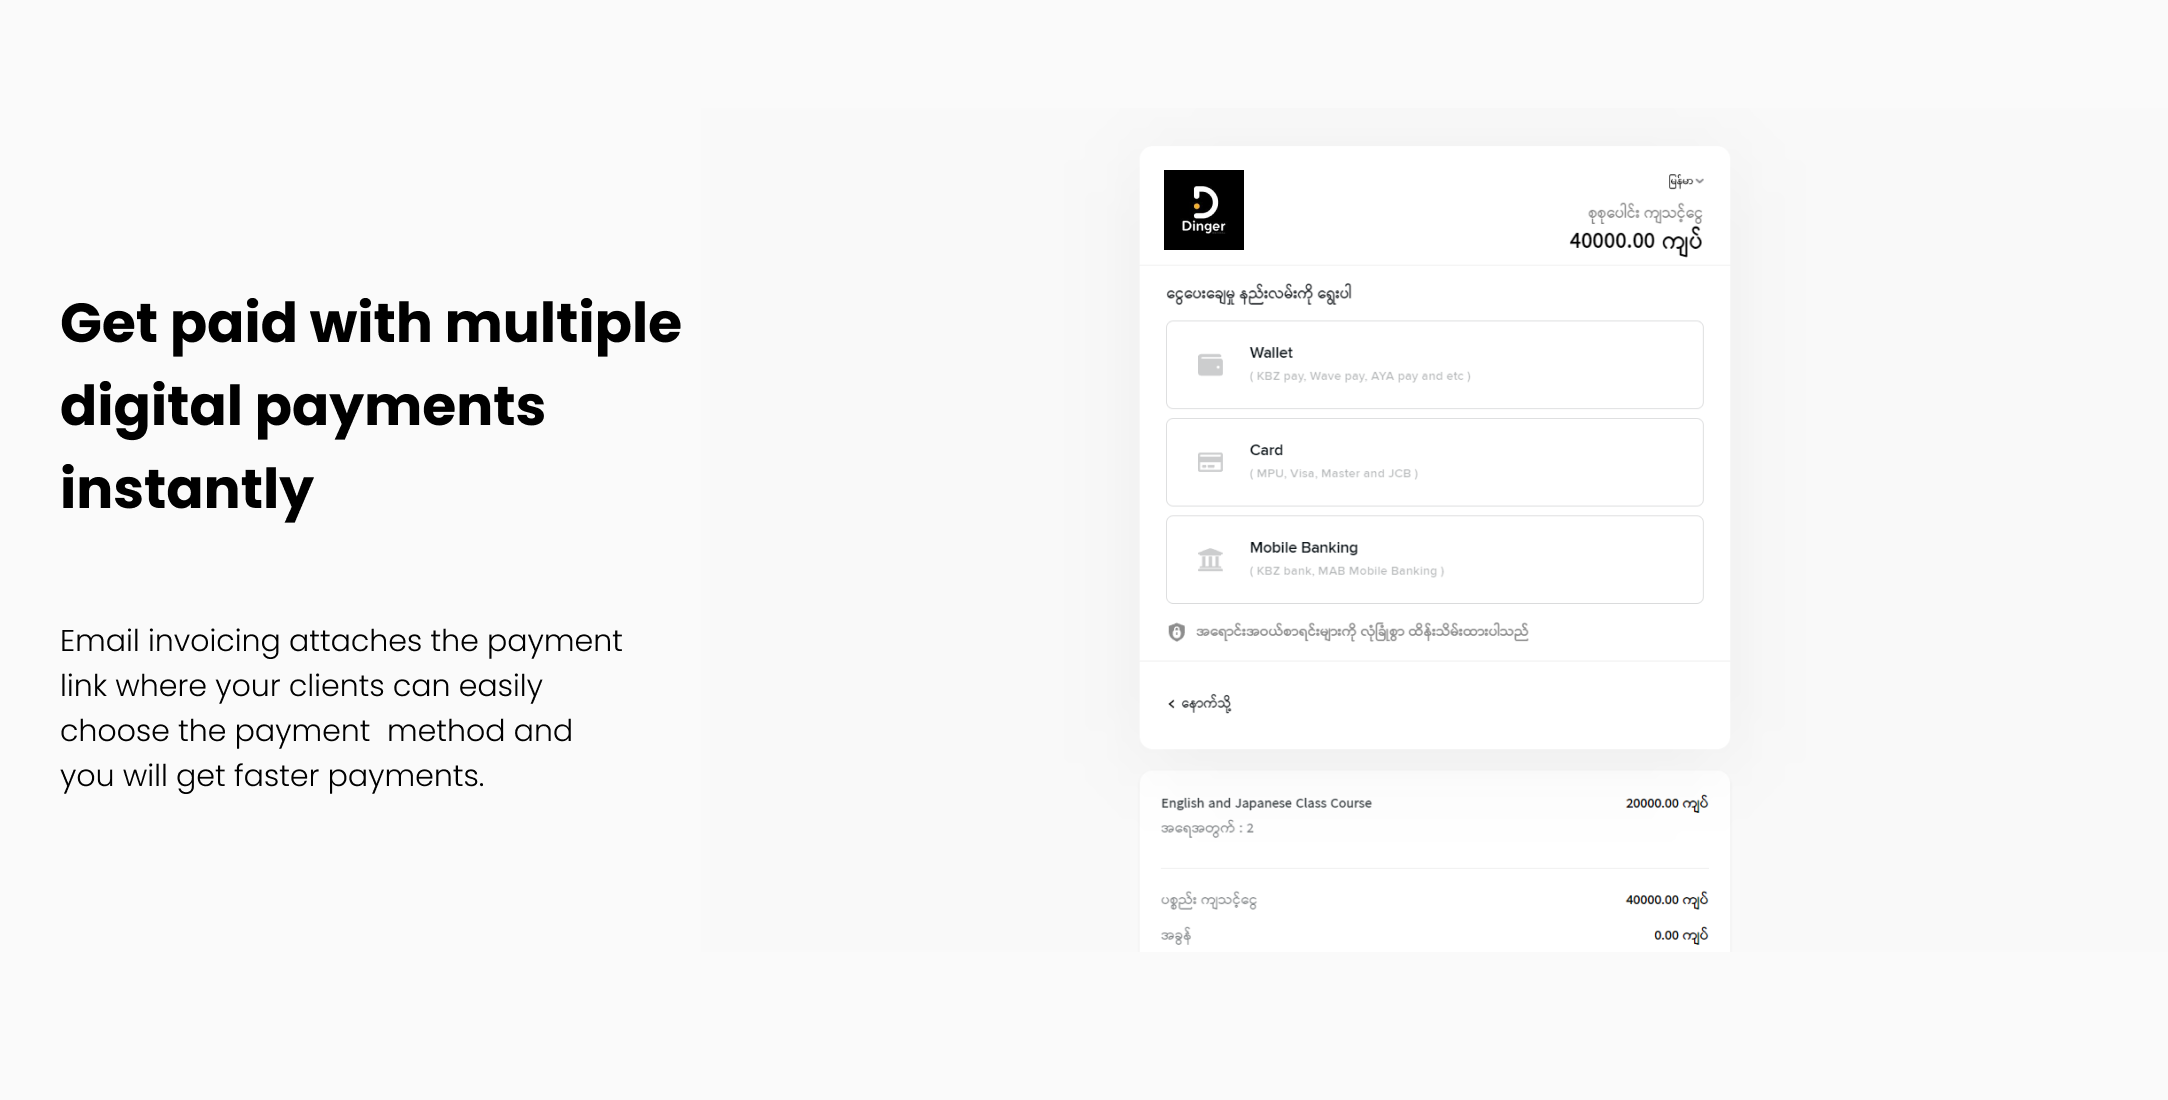 Get paid with multiple
digital payments
instantly
Email invoicing attaches the payment
link where your clients can easily
choose the payment  method and
you will get faster payments.
Dinger
မြန်မာ
စုစုပေါင်း ကျသင့်ငွေ
40000.00 ကျပ်
ငွေပေးချေမှု နည်းလမ်းကို ရွေးပါ
Wallet
( KBZ pay, Wave pay, AYA pay and etc )
Card
( MPU, Visa, Master and JCB )
Mobile Banking
( KBZ bank, MAB Mobile Banking )
အရောင်းအဝယ်စာရင်းများကို လုံခြုံစွာ ထိန်းသိမ်းထားပါသည်
< နောက်သို့
English and Japanese Class Course 20000.00 ကျပ်
အရေအတွက် : 2
ပစ္စည်း ကျသင့်ငွေ 40000.00 ကျပ်
အခွန် 0.00 ကျပ်